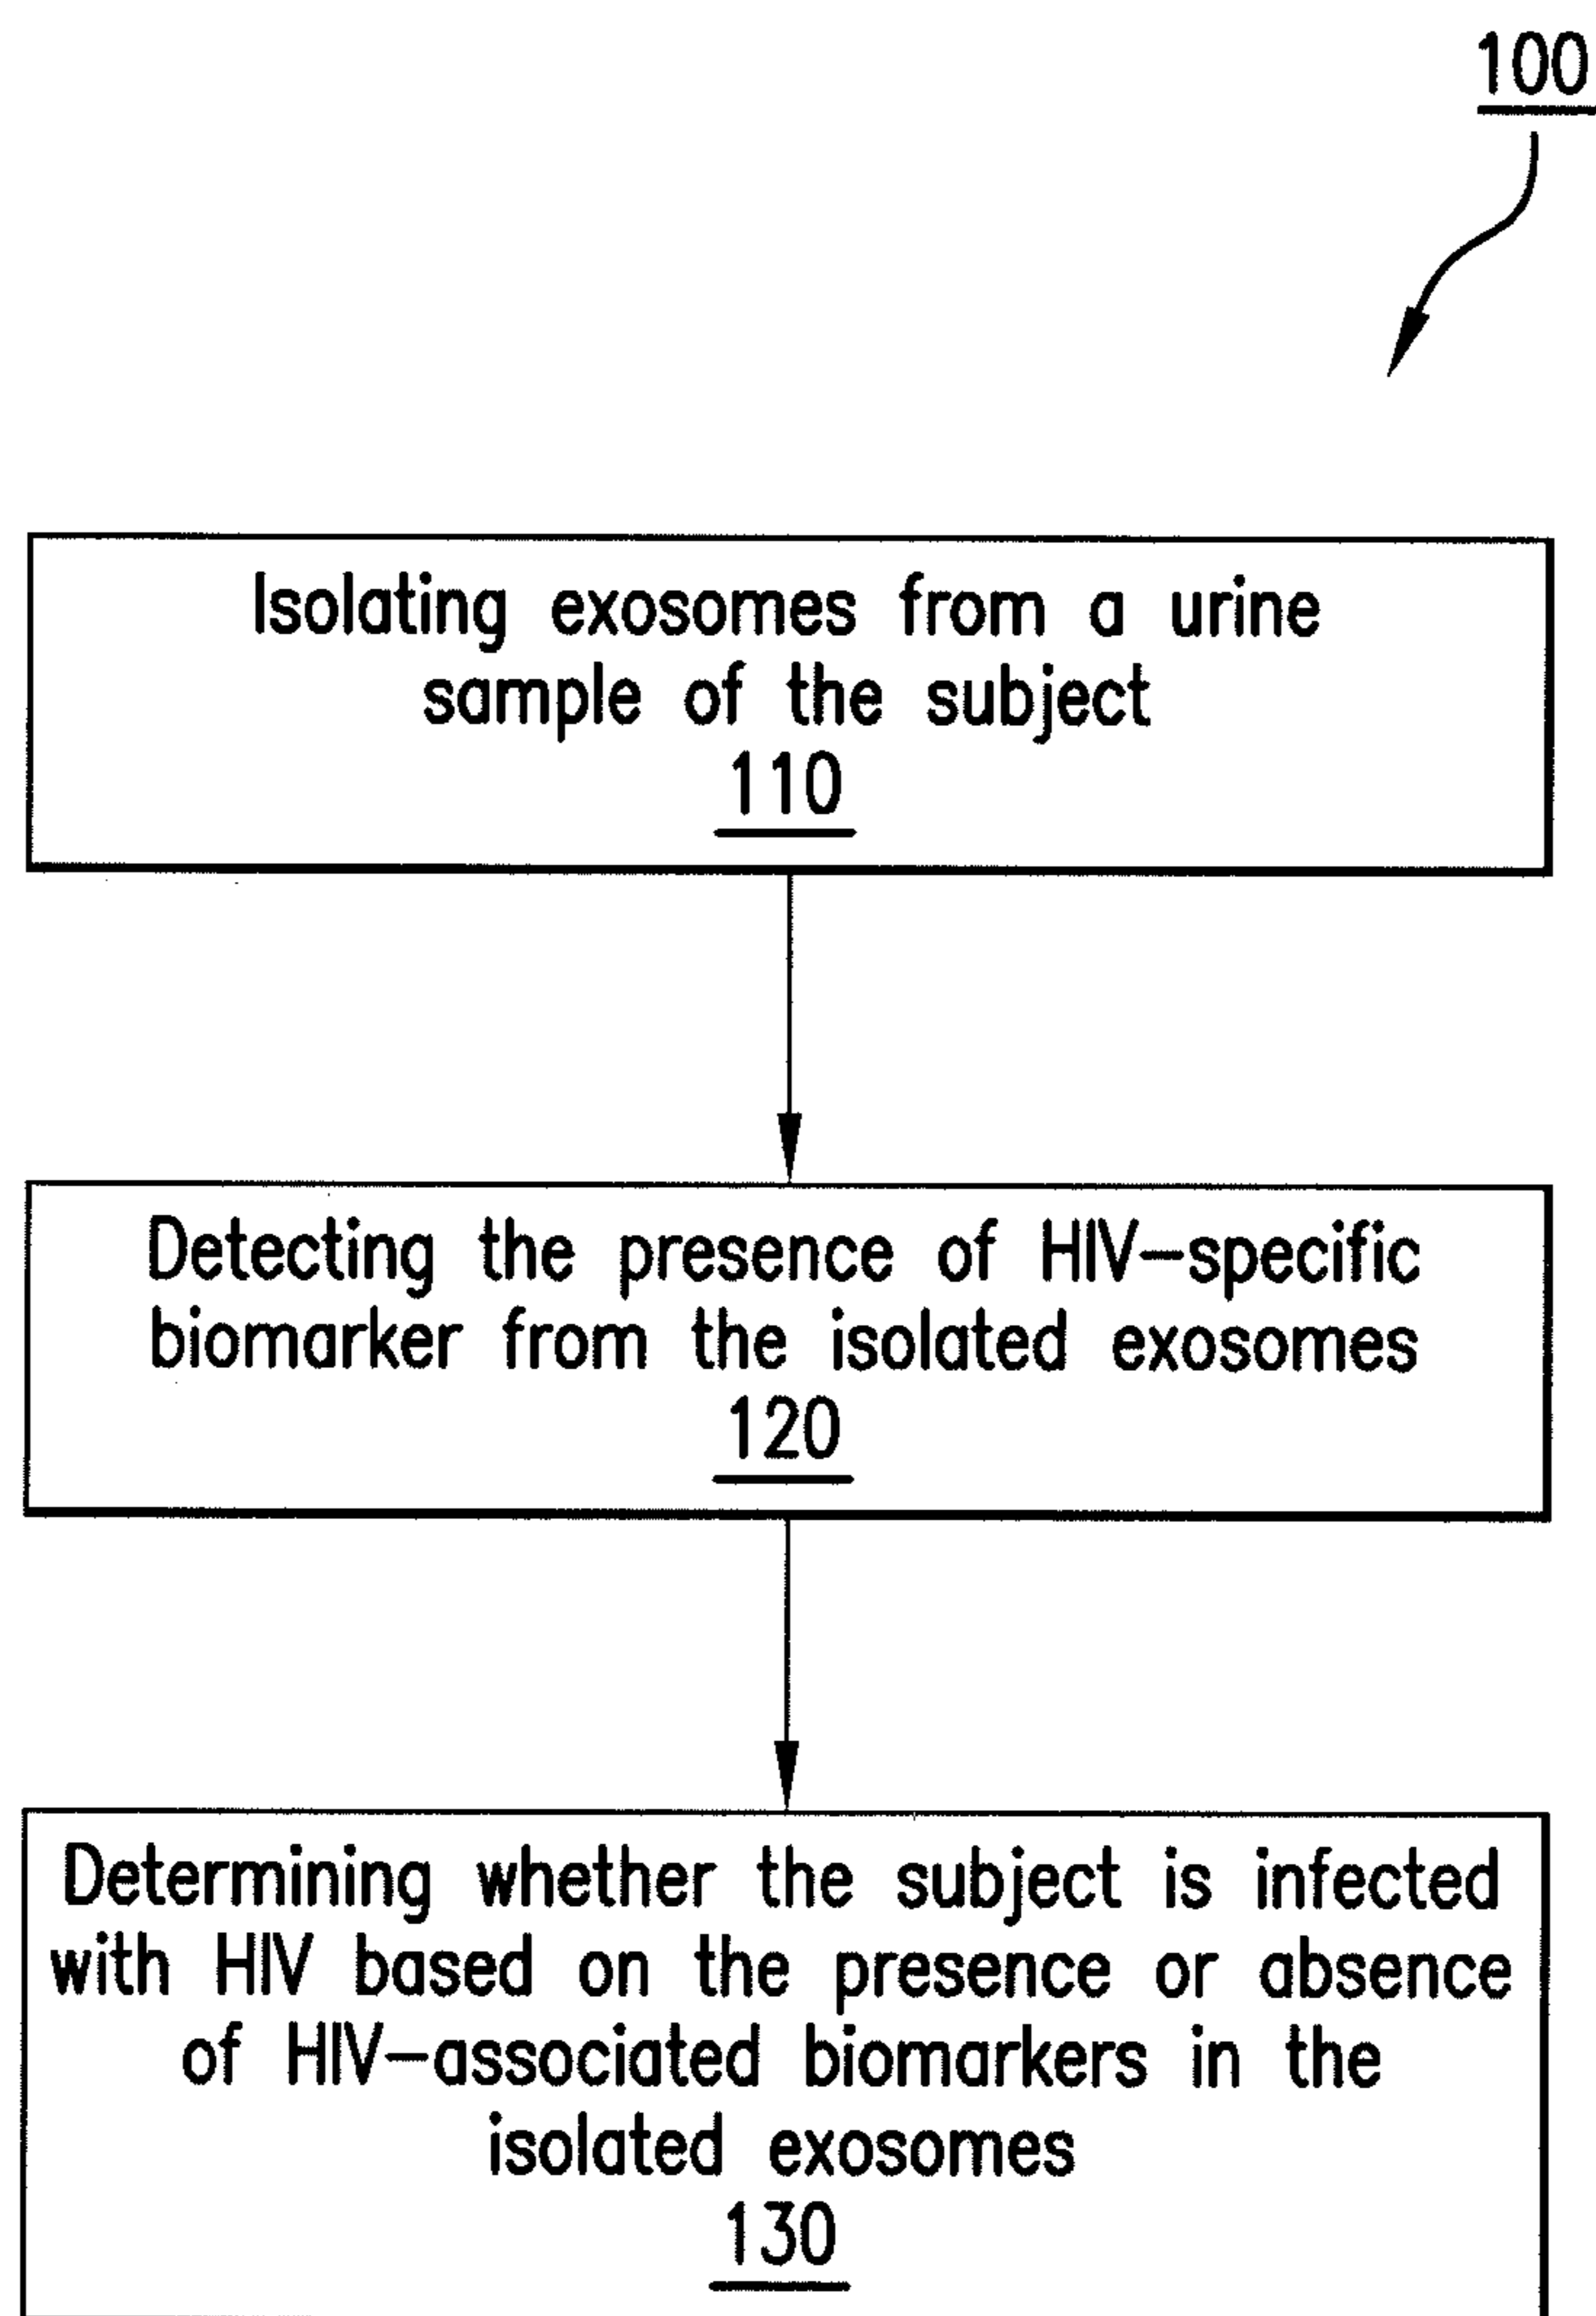 100
Isolating exosomes from a urine
sample of the subject
110
Detecting the presence of HIV-specific
biomarker from the isolated exosomes
120
Determining whether the subject is infected
with HIV based on the presence or absence
of HIV-associated biomarkers in the
isolated exosomes
130